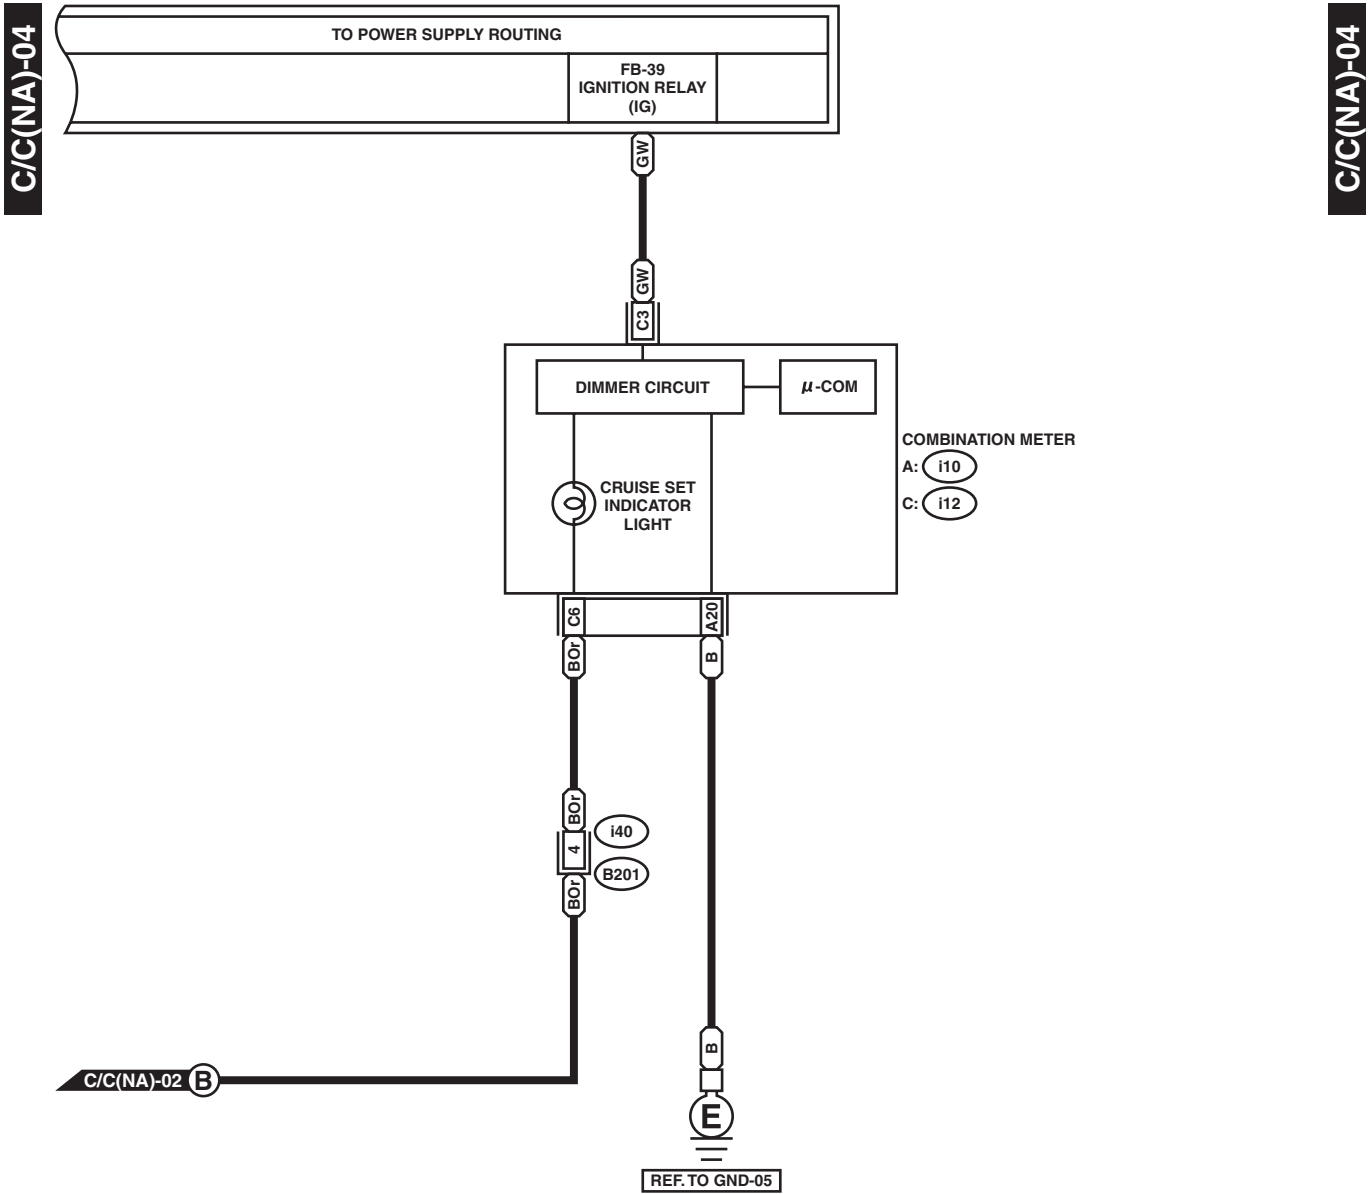 C/C(NA)-04
C/C(NA)-04
TO POWER SUPPLY ROUTING
FB-39
IGNITION RELAY
(IG)
GW
GW
C3
DIMMER CIRCUIT
μ-COM
COMBINATION METER
A: i10
C: i12
CRUISE SET
INDICATOR
LIGHT
C6
A20
BOr
B
BOr
i40
4
B201
BOr
B
C/C(NA)-02 B
E
REF. TO GND-05